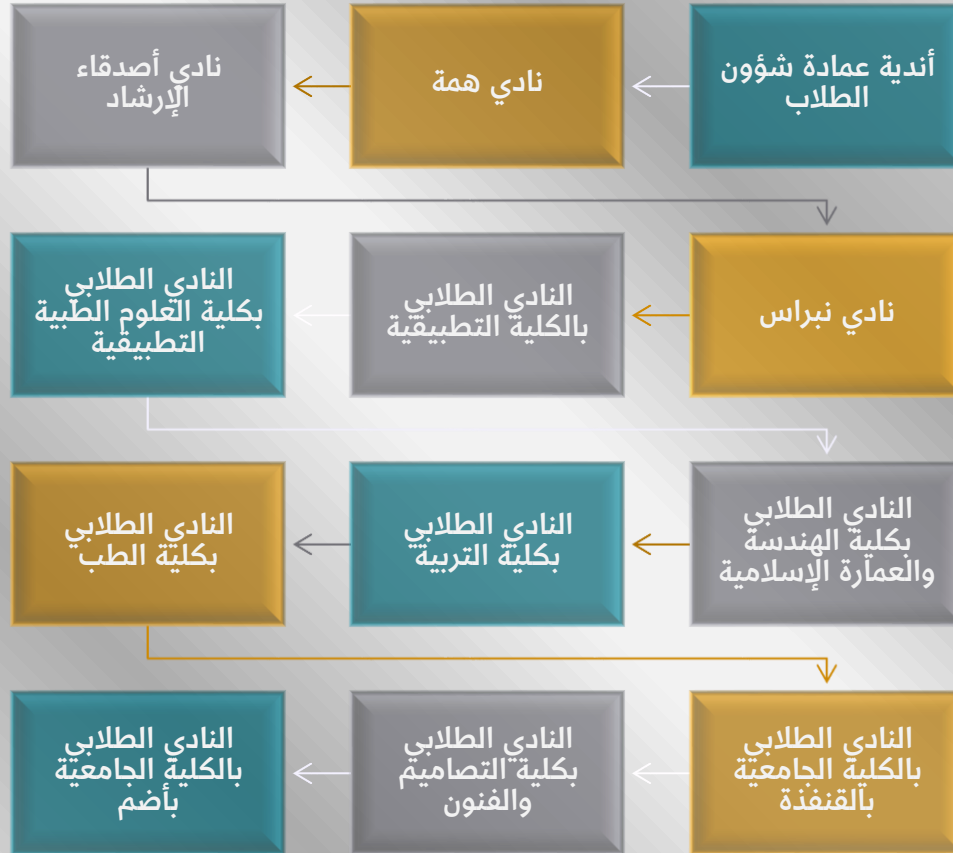 أندية عمادة شؤون
الطلاب
نادي همة
نادي أصدقاء
الإرشاد
نادي نبراس
النادي الطلابي
بالكلية التطبيقية
النادي الطلابي
بكلية العلوم الطبية
التطبيقية
النادي الطلابي
بكلية الهندسة
والعمارة الإسلامية
النادي الطلابي
بكلية التربية
النادي الطلابي
بكلية الطب
النادي الطلابي
بالكلية الجامعية
بالقنفذة
النادي الطلابي
بكلية التصاميم
والفنون
النادي الطلابي
بالكلية الجامعية
بأضم